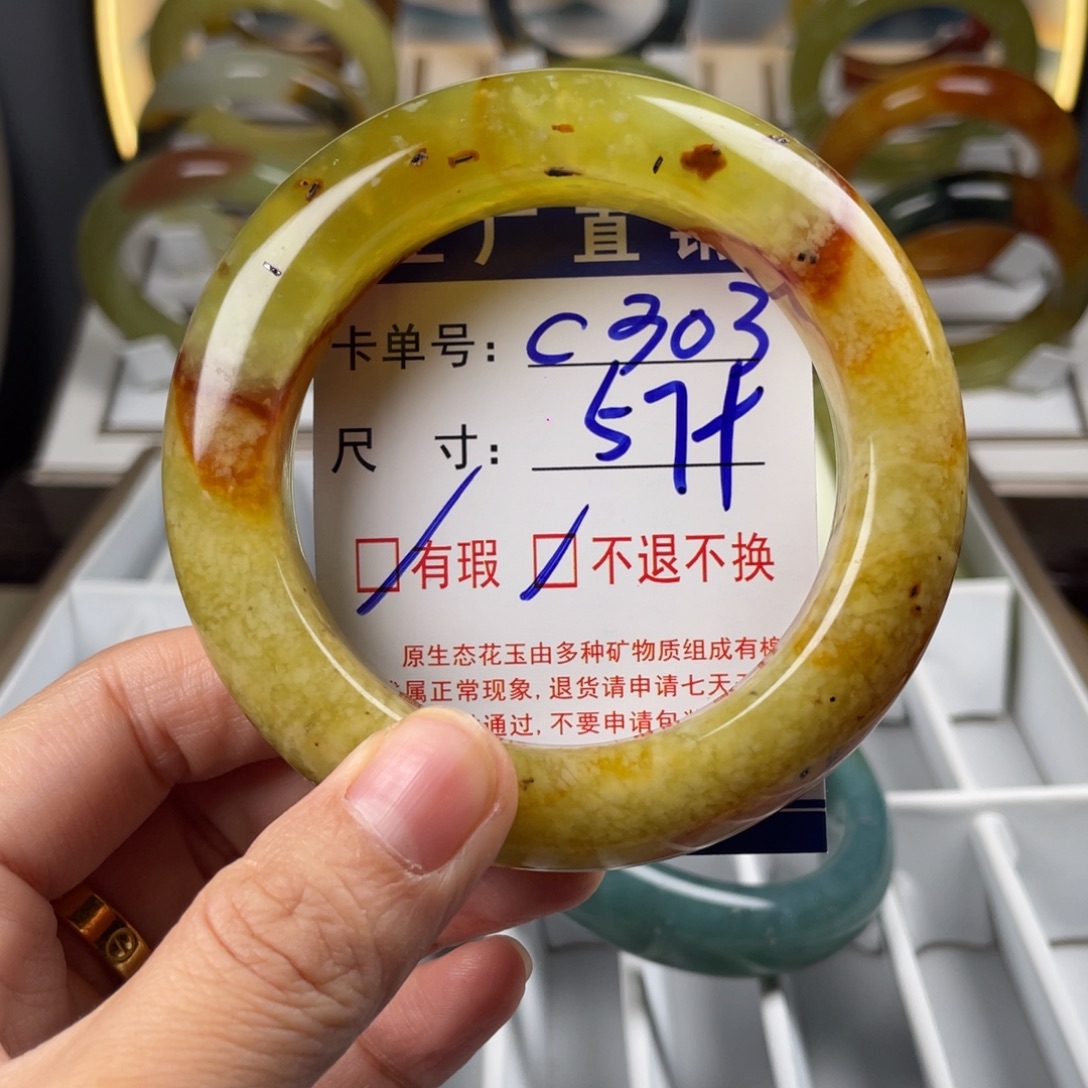 厂直销
卡单号：C303
尺 寸：57+
有瑕 不退不换
原生态花玉由多种矿物质组成有棉
属正常现象，退货请申请七天
通过，不要申请包